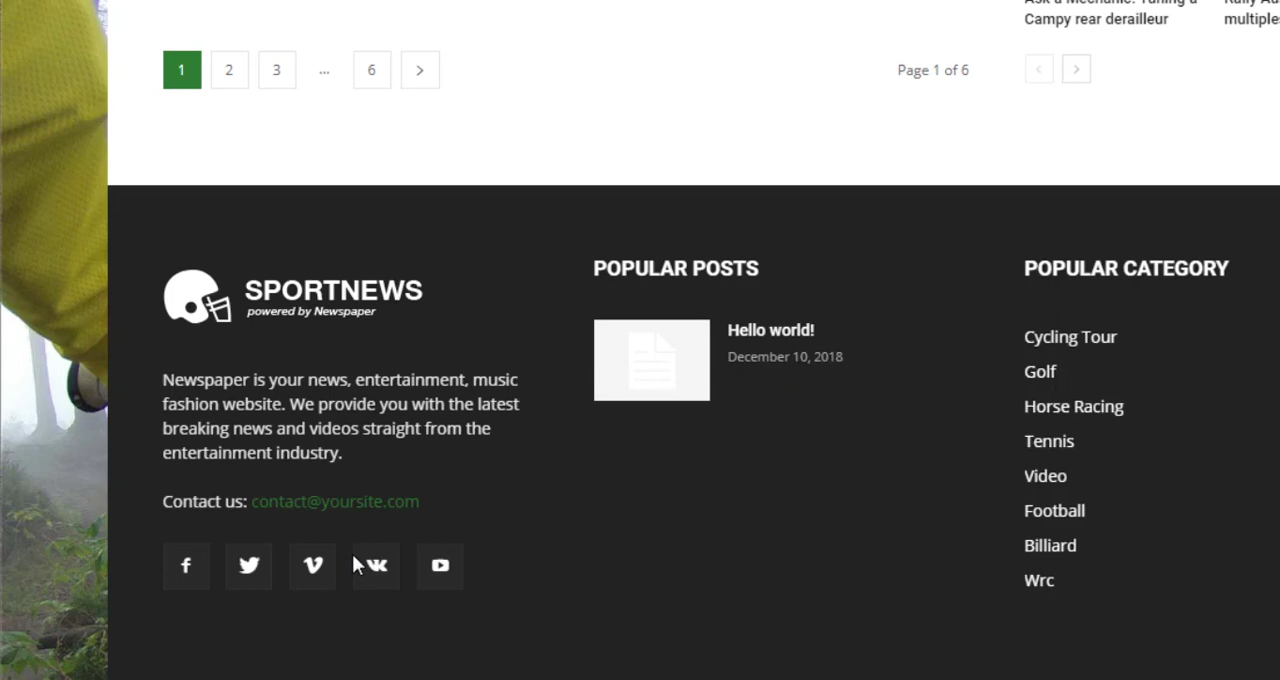 Campy rear derailleur
multiple
1 2 3 ... 6
Page 1 of 6
SPORTNEWS
powered by Newspaper
Newspaper is your news, entertainment, music
fashion website. We provide you with the latest
breaking news and videos straight from the
entertainment industry.
Contact us: contact@yoursite.com
POPULAR POSTS
Hello world!
December 10, 2018
POPULAR CATEGORY
Cycling Tour
Golf
Horse Racing
Tennis
Video
Football
Billiard
Wrc